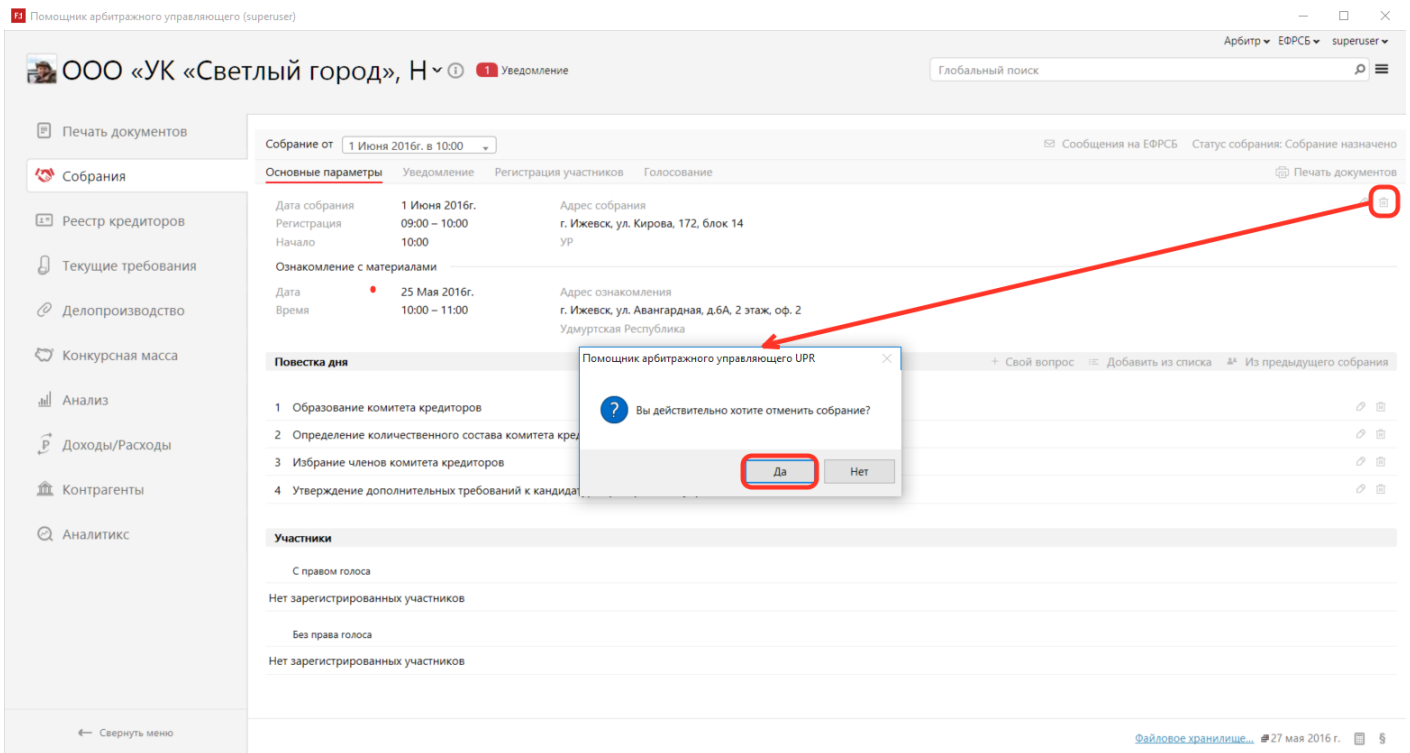 Помощник арбитражного управляющего (superuser)
Арбитр ЕФРСБ superuser
ООО «УК «Светлый город», Н 1 Уведомление
Глобальный поиск
Печать документов
Собрания
Реестр кредиторов
Текущие требования
Делопроизводство
Конкурсная масса
Анализ
Доходы/Расходы
Контрагенты
Аналитикс
Свернуть меню
Собрание от 1 Июня 2016г. в 10:00
Сообщения на ЕФРСБ Статус собрания: Собрание назначено
Основные параметры Уведомление Регистрация участников Голосование
Печать документов
Дата собрания 1 Июня 2016г. Адрес собрания
Регистрация 09:00 – 10:00 г. Ижевск, ул. Кирова, 172, блок 14
Начало 10:00 УР
Ознакомление с материалами
Дата 25 Мая 2016г. Адрес ознакомления
Время 10:00 – 11:00 г. Ижевск, ул. Авангардная, д.6А, 2 этаж, оф. 2
Удмуртская Республика
Повестка дня
+ Свой вопрос Добавить из списка Из предыдущего собрания
1 Образование комитета кредиторов
2 Определение количественного состава комитета кред
3 Избрание членов комитета кредиторов
4 Утверждение дополнительных требований к кандида
Помощник арбитражного управляющего UPR
Вы действительно хотите отменить собрание?
Да Нет
Участники
С правом голоса
Нет зарегистрированных участников
Без права голоса
Нет зарегистрированных участников
Файловое хранилище... 27 мая 2016 г. §